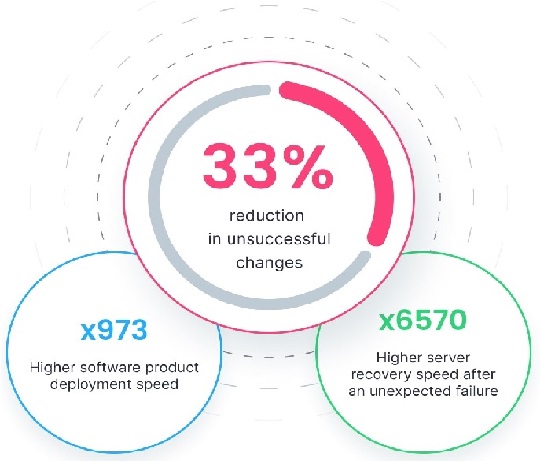 33%
reduction
in unsuccessful
changes
x973
Higher software product
deployment speed
x6570
Higher server
recovery speed after
an unexpected failure